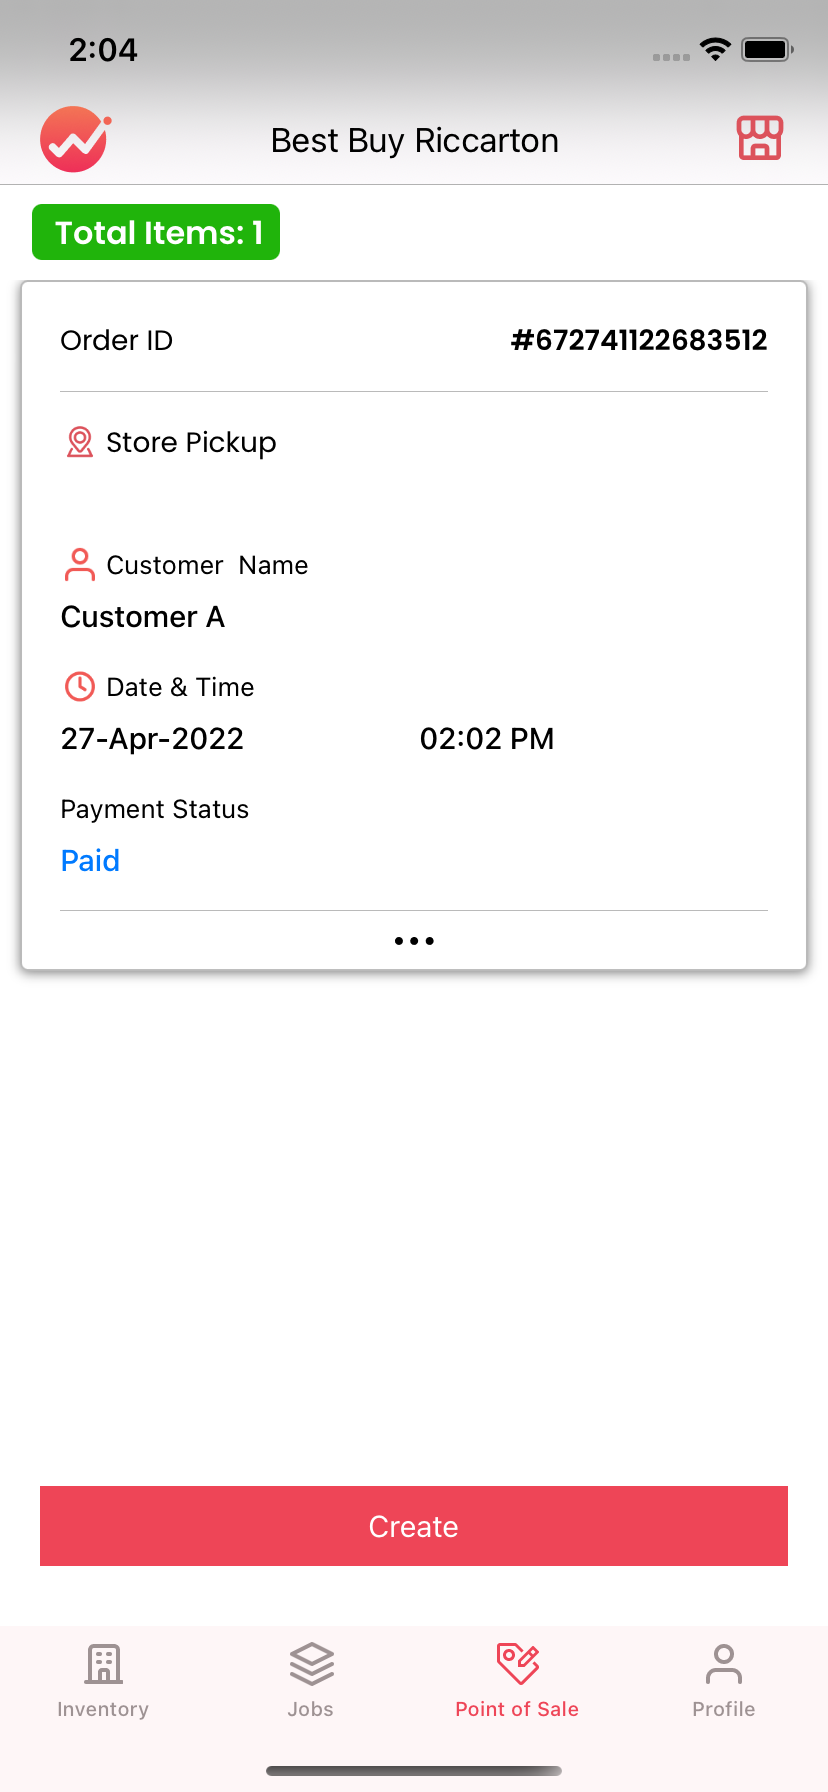 2:04
Best Buy Riccarton
Total Items: 1
Order ID #672741122683512
Store Pickup
Customer Name
Customer A
Date & Time
27-Apr-2022 02:02 PM
Payment Status
Paid
Create
Inventory Jobs Point of Sale Profile